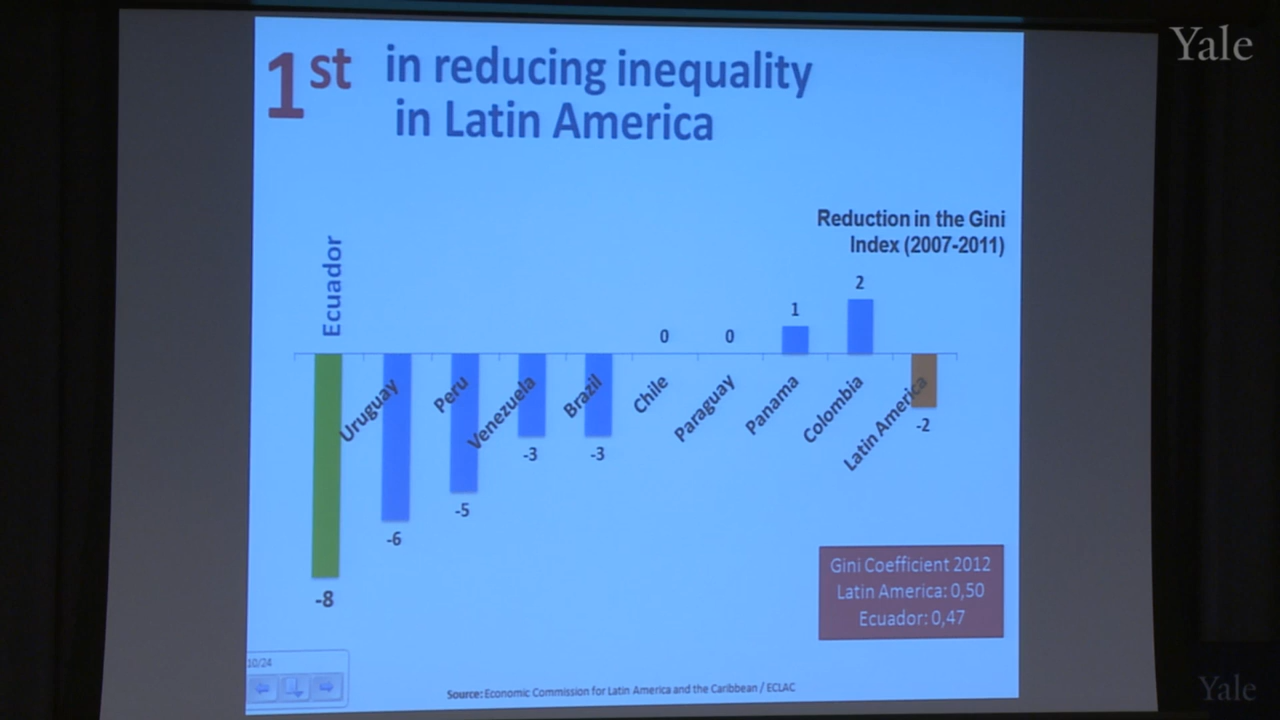 Yale
1st in reducing inequality
in Latin America
Reduction in the Gini
Index (2007-2011)
Ecuador
Uruguay
Peru
Venezuela
Brazil
Chile
Paraguay
Panama
Colombia
Latin America
-8
-6
-5
-3
-3
0
0
1
2
-2
Gini Coefficient 2012
Latin America: 0,50
Ecuador: 0,47
10/24
Source: Economic Commission for Latin America and the Caribbean / ECLAC
Yale